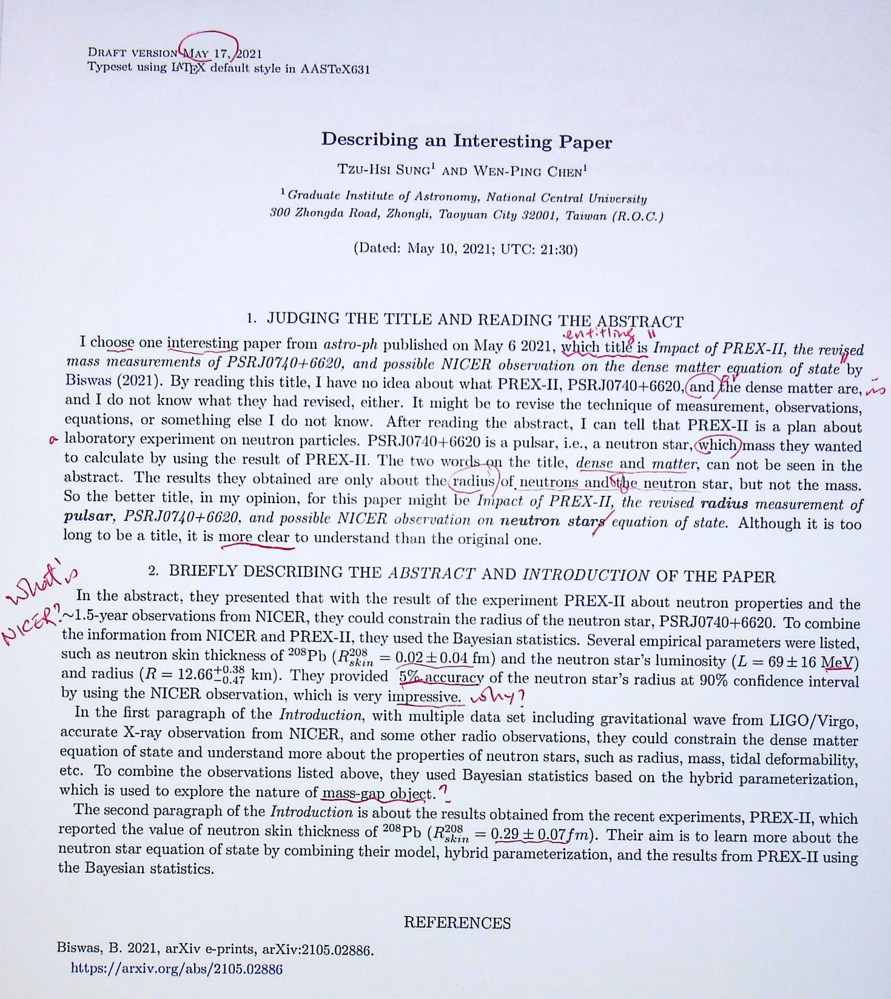 DRAFT VERSION MAY 17, 2021
Typeset using LATEX default style in AASTeX631
Describing an Interesting Paper
TZU-HSI SUNG¹ AND WEN-PING CHEN¹
¹ Graduate Institute of Astronomy, National Central University
300 Zhongda Road, Zhongli, Taoyuan City 32001, Taiwan (R.O.C.)
(Dated: May 10, 2021; UTC: 21:30)
1. JUDGING THE TITLE AND READING THE ABSTRACT
entitling "
I choose one interesting paper from astro-ph published on May 6 2021, which title is Impact of PREX-II, the revised
mass measurements of PSRJ0740+6620, and possible NICER observation on the dense matter equation of state" by
or
Biswas (2021). By reading this title, I have no idea about what PREX-II, PSRJ0740+6620, and the dense matter are, is
and I do not know what they had revised, either. It might be to revise the technique of measurement, observations,
equations, or something else I do not know. After reading the abstract, I can tell that PREX-II is a plan about
a laboratory experiment on neutron particles. PSRJ0740+6620 is a pulsar, i.e., a neutron star, which mass they wanted
to calculate by using the result of PREX-II. The two words on the title, dense and matter, can not be seen in the
abstract. The results they obtained are only about the radius of neutrons and the neutron star, but not the mass.
So the better title, in my opinion, for this paper might be Impact of PREX-II, the revised radius measurement of
pulsar, PSRJ0740+6620, and possible NICER observation on neutron stars equation of state. Although it is too
long to be a title, it is more clear to understand than the original one.
What's
NICER?
2. BRIEFLY DESCRIBING THE ABSTRACT AND INTRODUCTION OF THE PAPER
In the abstract, they presented that with the result of the experiment PREX-II about neutron properties and the
~1.5-year observations from NICER, they could constrain the radius of the neutron star, PSRJ0740+6620. To combine
the information from NICER and PREX-II, they used the Bayesian statistics. Several empirical parameters were listed,
such as neutron skin thickness of ²⁰⁸Pb (R²⁰⁸skin = 0.02 ± 0.04 fm) and the neutron star's luminosity (L = 69 ± 16 MeV)
and radius (R = 12.66+0.38−0.47 km). They provided 5% accuracy of the neutron star's radius at 90% confidence interval
by using the NICER observation, which is very impressive. why?
In the first paragraph of the Introduction, with multiple data set including gravitational wave from LIGO/Virgo,
accurate X-ray observation from NICER, and some other radio observations, they could constrain the dense matter
equation of state and understand more about the properties of neutron stars, such as radius, mass, tidal deformability,
etc. To combine the observations listed above, they used Bayesian statistics based on the hybrid parameterization,
which is used to explore the nature of mass-gap object. ?
The second paragraph of the Introduction is about the results obtained from the recent experiments, PREX-II, which
reported the value of neutron skin thickness of ²⁰⁸Pb (R²⁰⁸skin = 0.29 ± 0.07fm). Their aim is to learn more about the
neutron star equation of state by combining their model, hybrid parameterization, and the results from PREX-II using
the Bayesian statistics.
REFERENCES
Biswas, B. 2021, arXiv e-prints, arXiv:2105.02886.
https://arxiv.org/abs/2105.02886